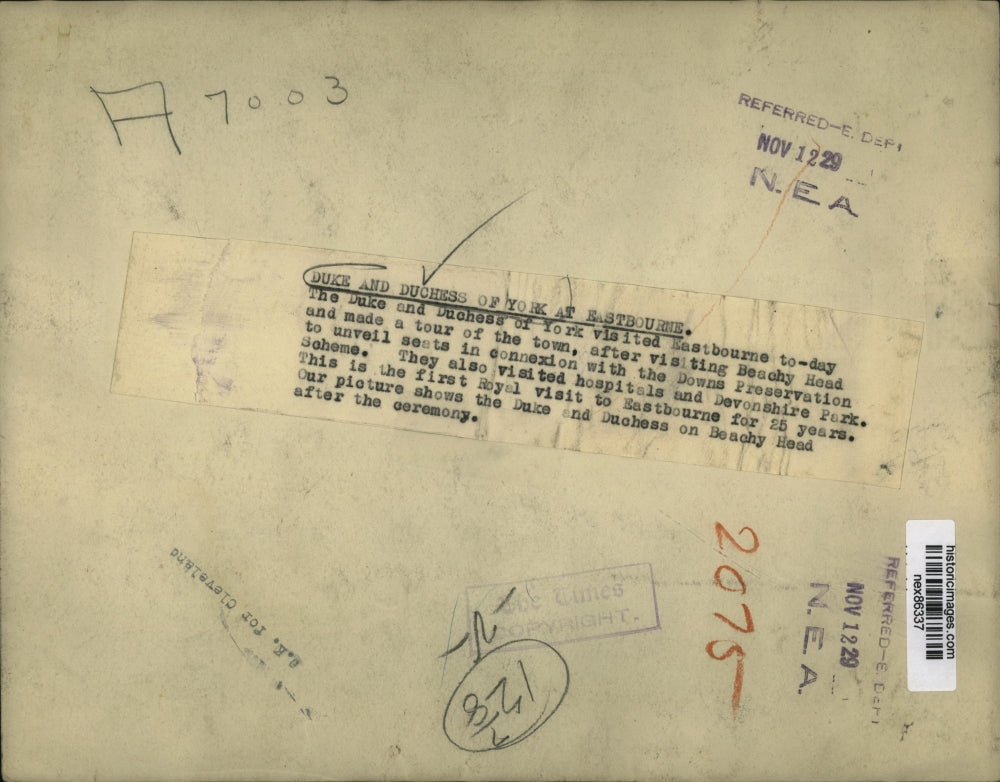 A 7003
REFERRED-E. DEPT
NOV 12 29
N. E A
DUKE AND DUCHESS OF YORK AT EASTBOURNE.
The Duke and Duchess of York visited Eastbourne to-day
and made a tour of the town, after visiting Beachy Head
to unveil seats in connexion with the Downs Preservation
Scheme. They also visited hospitals and Devonshire Park.
This is the first Royal visit to Eastbourne for 25 years.
Our picture shows the Duke and Duchess on Beachy Head
after the ceremony.
O.K. for Cleveland
The Times
COPYRIGHT.
2075
REFERRED-E. DEPT
NOV 12 29
N. E. A.
historicimages.com
nex86337